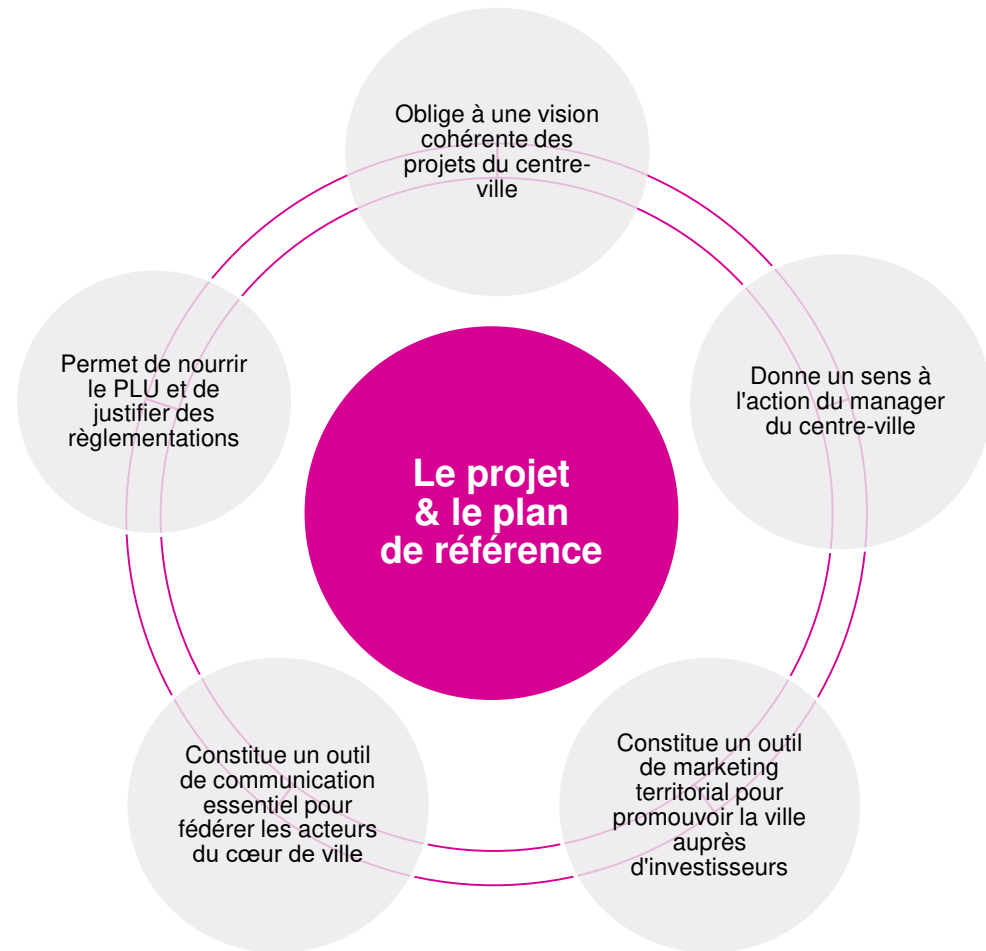 Oblige à une vision
cohérente des
projets du centre-
ville
Donne un sens à
l'action du manager
du centre-ville
Constitue un outil
de marketing
territorial pour
promouvoir la ville
auprès
d'investisseurs
Constitue un outil
de communication
essentiel pour
fédérer les acteurs
du cœur de ville
Permet de nourrir
le PLU et de
justifier des
règlementations
Le projet
& le plan
de référence